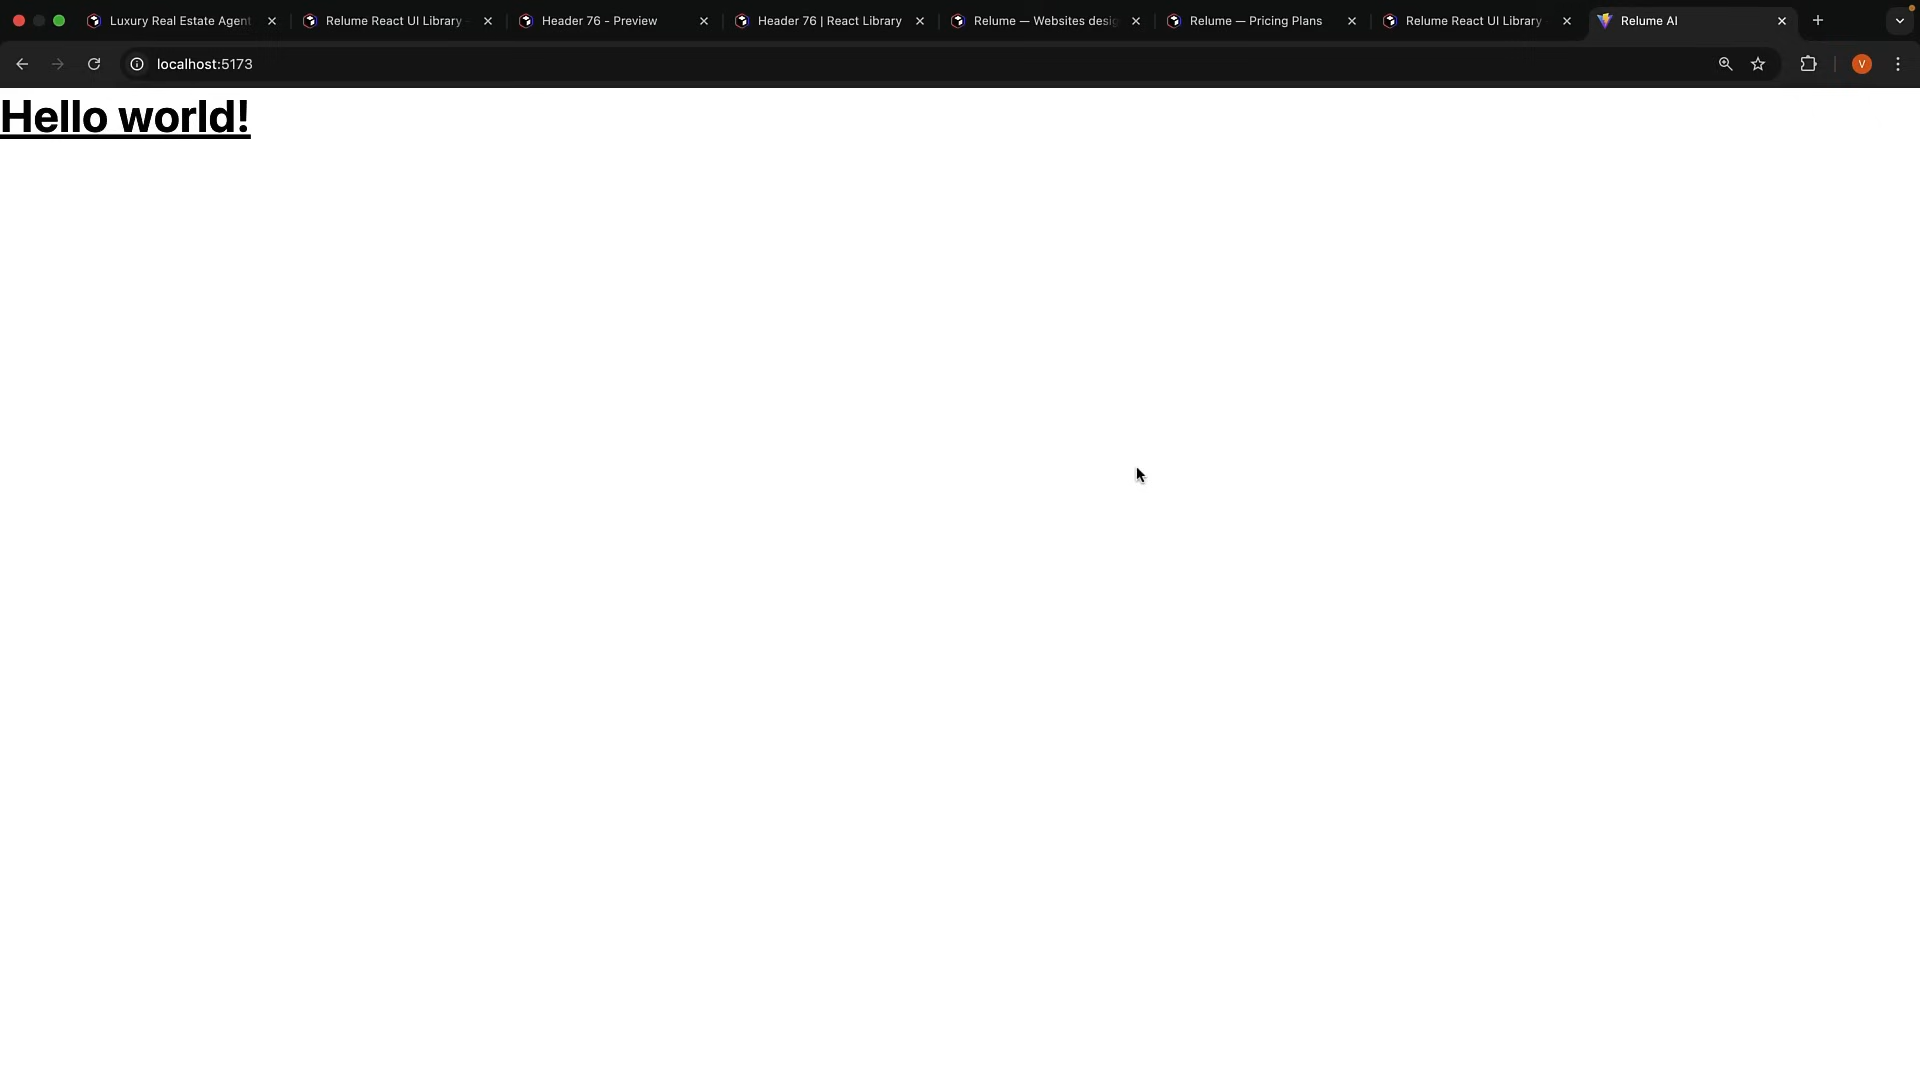 Luxury Real Estate Agent
Relume React UI Library
Header 76 - Preview
Header 76 | React Library
Relume — Websites desig
Relume — Pricing Plans
Relume React UI Library
Relume AI
localhost:5173
V
Hello world!